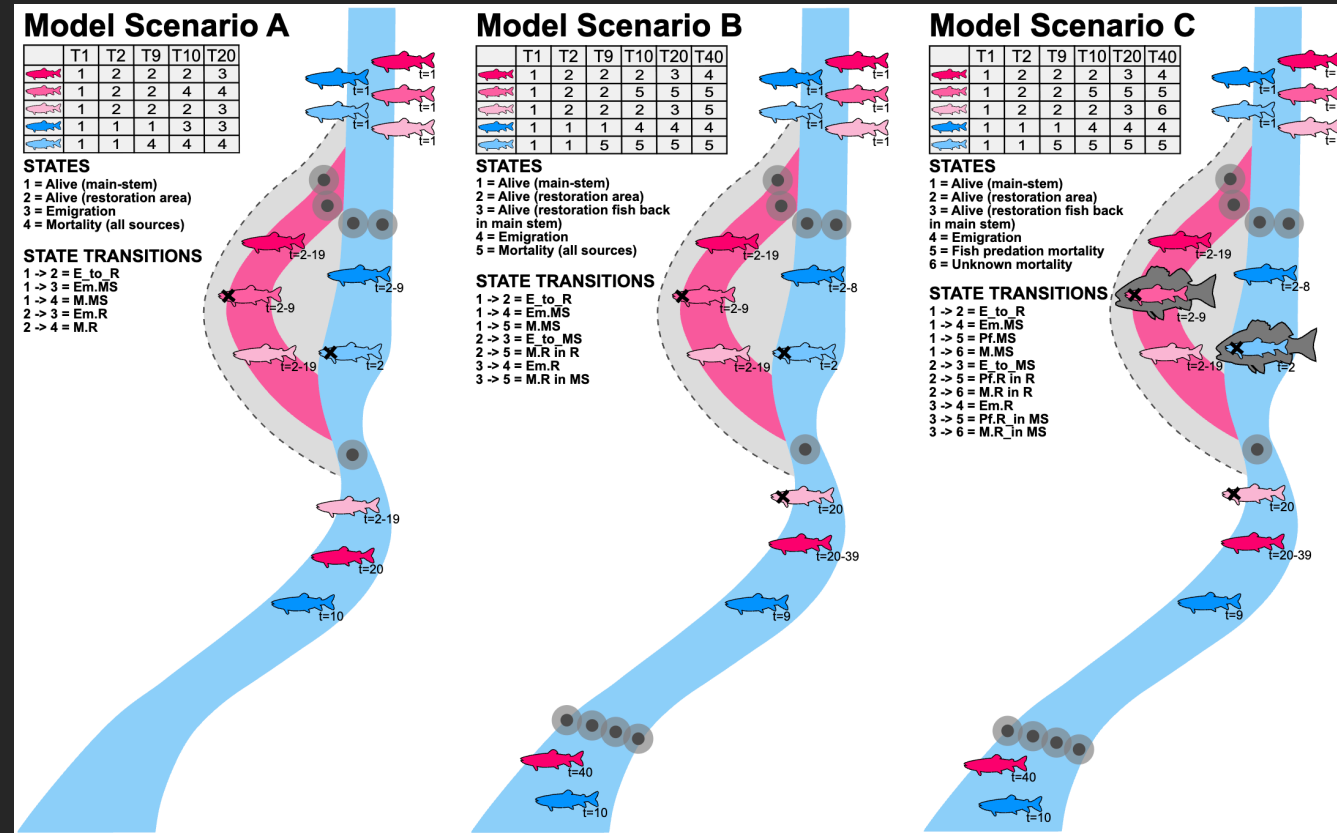 Model Scenario A
T1 T2 T9 T10 T20
1 2 2 2 3
1 2 2 4 4
1 2 2 2 3
1 1 1 3 3
1 1 4 4 4
STATES
1 = Alive (main-stem)
2 = Alive (restoration area)
3 = Emigration
4 = Mortality (all sources)
STATE TRANSITIONS
1 -> 2 = E_to_R
1 -> 3 = Em.MS
1 -> 4 = M.MS
2 -> 3 = Em.R
2 -> 4 = M.R
t=1
t=1
t=1
t=1
t=1
t=2-19
t=2-9
t=2-9
t=2-19
t=2
t=2-19
t=20
t=10
Model Scenario B
T1 T2 T9 T10 T20 T40
1 2 2 2 3 4
1 2 2 5 5 5
1 2 2 2 3 5
1 1 1 4 4 4
1 1 5 5 5 5
STATES
1 = Alive (main-stem)
2 = Alive (restoration area)
3 = Alive (restoration fish back
in main stem)
4 = Emigration
5 = Mortality (all sources)
STATE TRANSITIONS
1 -> 2 = E_to_R
1 -> 4 = Em.MS
1 -> 5 = M.MS
2 -> 3 = E_to_MS
2 -> 5 = M.R in R
3 -> 4 = Em.R
3 -> 5 = M.R in MS
t=1
t=1
t=1
t=1
t=1
t=2-19
t=2-8
t=2-9
t=2-19
t=2
t=20
t=20-39
t=9
t=40
t=10
Model Scenario C
T1 T2 T9 T10 T20 T40
1 2 2 2 3 4
1 2 2 5 5 5
1 2 2 2 3 6
1 1 1 4 4 4
1 1 5 5 5 5
STATES
1 = Alive (main-stem)
2 = Alive (restoration area)
3 = Alive (restoration fish back
in main stem)
4 = Emigration
5 = Fish predation mortality
6 = Unknown mortality
STATE TRANSITIONS
1 -> 2 = E_to_R
1 -> 4 = Em.MS
1 -> 5 = Pf.MS
1 -> 6 = M.MS
2 -> 3 = E_to_MS
2 -> 5 = Pf.R in R
2 -> 6 = M.R in R
3 -> 4 = Em.R
3 -> 5 = Pf.R_in MS
3 -> 6 = M.R_in MS
t=
t=1
t=
t=1
t=
t=2-19
t=2-8
t=2-9
t=2-19
t=2
t=20
t=20-39
t=9
t=40
t=10